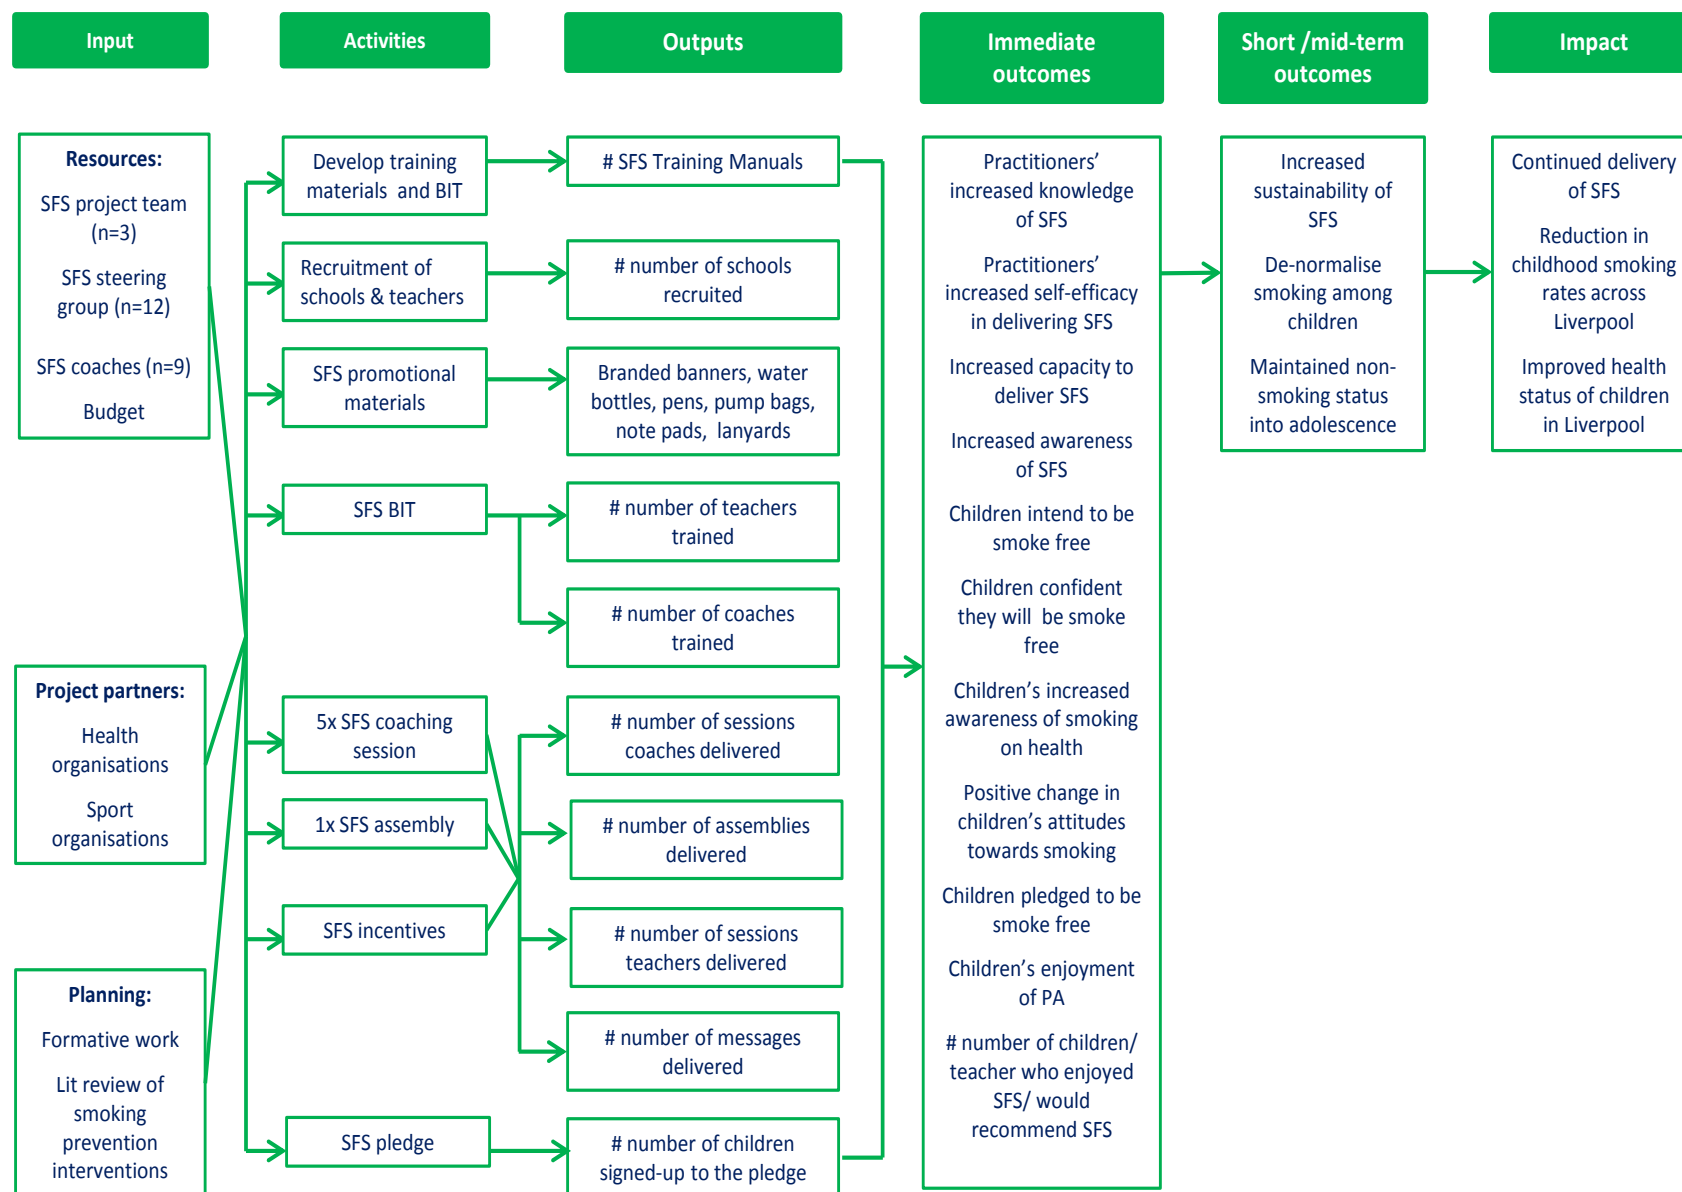 Input
Activities
Outputs
Immediate
outcomes
Short /mid-term
outcomes
Impact
Resources:
SFS project team
(n=3)
SFS steering
group (n=12)
SFS coaches (n=9)
Budget
Project partners:
Health
organisations
Sport
organisations
Planning:
Formative work
Lit review of
smoking
prevention
interventions
Develop training
materials and BIT
Recruitment of
schools & teachers
SFS promotional
materials
SFS BIT
5x SFS coaching
session
1x SFS assembly
SFS incentives
SFS pledge
# SFS Training Manuals
# number of schools
recruited
Branded banners, water
bottles, pens, pump bags,
note pads, lanyards
# number of teachers
trained
# number of coaches
trained
# number of sessions
coaches delivered
# number of assemblies
delivered
# number of sessions
teachers delivered
# number of messages
delivered
# number of children
signed-up to the pledge
Practitioners’
increased knowledge
of SFS
Practitioners’
increased self-efficacy
in delivering SFS
Increased capacity to
deliver SFS
Increased awareness
of SFS
Children intend to be
smoke free
Children confident
they will be smoke
free
Children’s increased
awareness of smoking
on health
Positive change in
children’s attitudes
towards smoking
Children pledged to be
smoke free
Children’s enjoyment
of PA
# number of children/
teacher who enjoyed
SFS/ would
recommend SFS
Increased
sustainability of
SFS
De-normalise
smoking among
children
Maintained non-
smoking status
into adolescence
Continued delivery
of SFS
Reduction in
childhood smoking
rates across
Liverpool
Improved health
status of children
in Liverpool